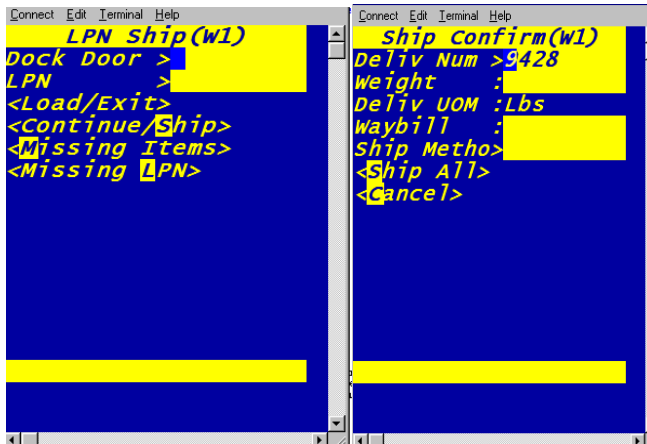 Connect Edit Terminal Help
LPN Ship(W1)
Dock Door >
LPN >
<Load/Exit>
<Continue/Ship>
<Missing Items>
<Missing LPN>
Connect Edit Terminal Help
Ship Confirm(W1)
Deliv Num >9428
Weight :
Deliv UOM :Lbs
Waybill :
Ship Metho>
<Ship All>
<Cancel>